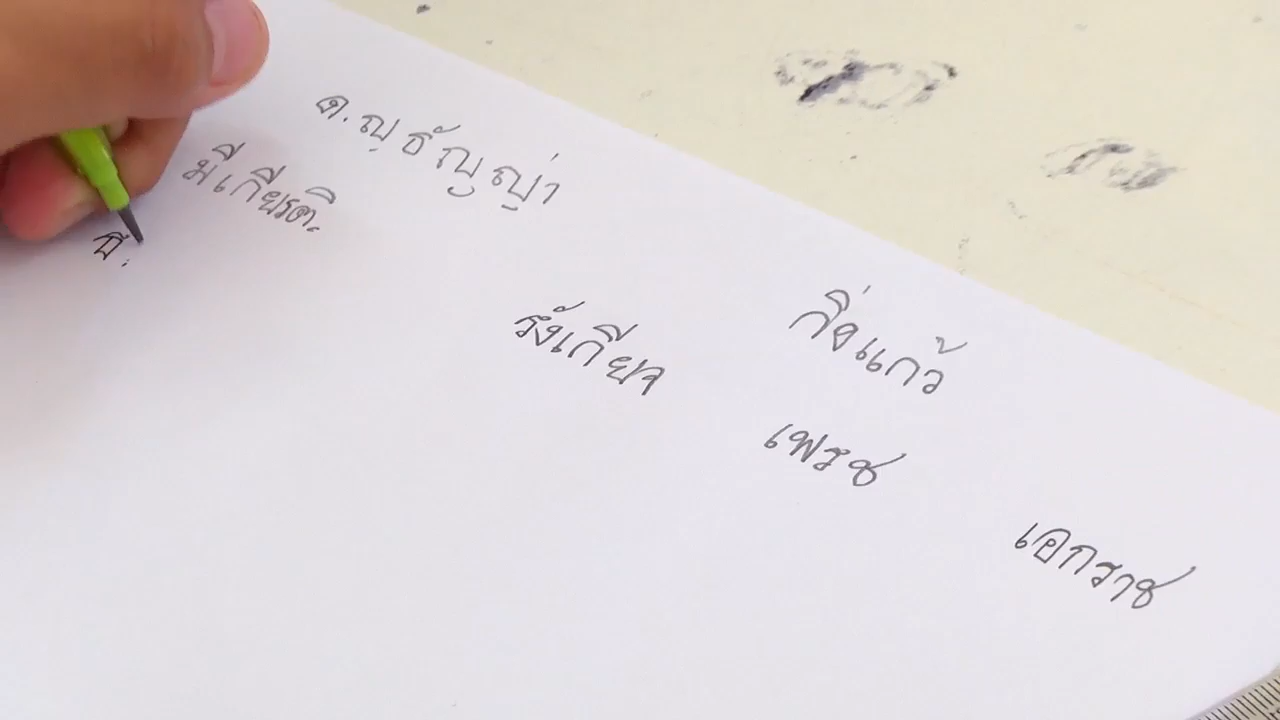 ด.ญ ธัญญ่า
มีเกียรติ.
รังเกียจ
กิ่งแก้ว
เพรช
เอกราช